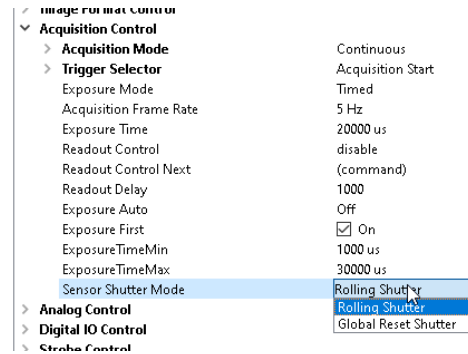 Image Format Control
Acquisition Control
Acquisition Mode Continuous
Trigger Selector Acquisition Start
Exposure Mode Timed
Acquisition Frame Rate 5 Hz
Exposure Time 20000 us
Readout Control disable
Readout Control Next (command)
Readout Delay 1000
Exposure Auto Off
Exposure First On
ExposureTimeMin 1000 us
ExposureTimeMax 30000 us
Sensor Shutter Mode Rolling Shutter
Rolling Shutter
Analog Control
Global Reset Shutter
Digital IO Control
Strobe Control